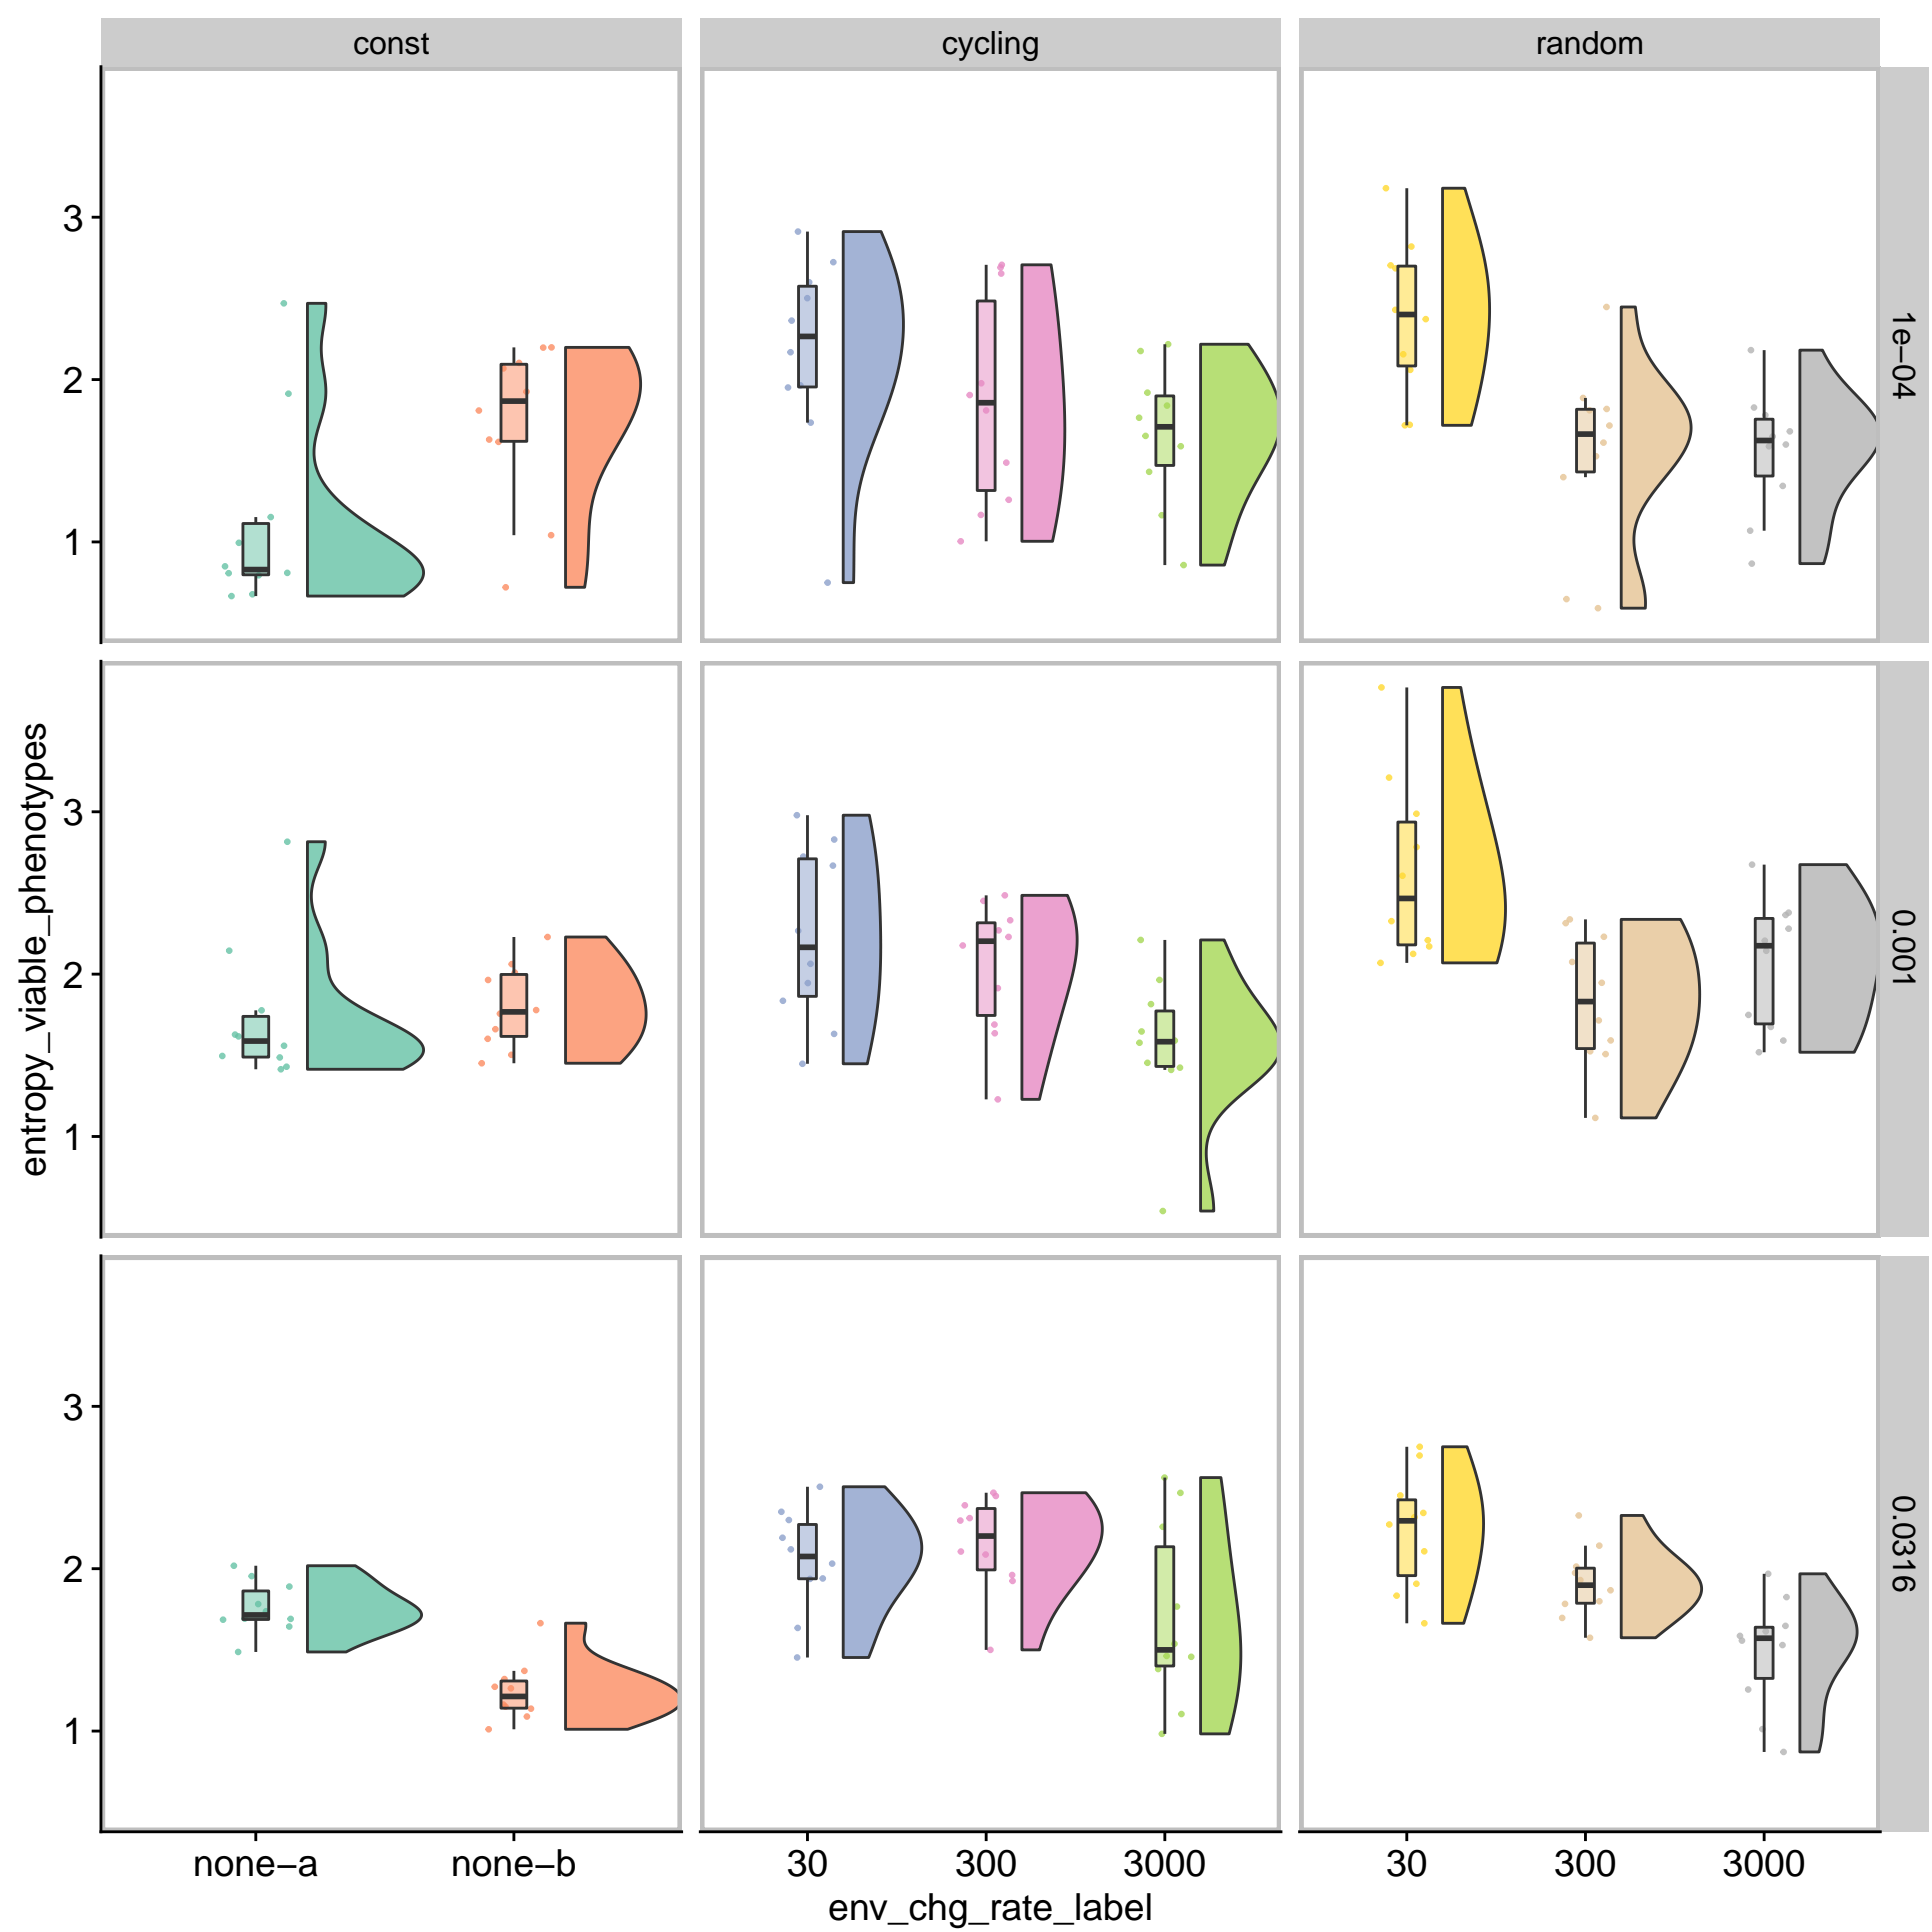 const
cycling
random
3
2
1
1e−04
entropy_viable_phenotypes
3
2
1
0.001
3
2
1
0.0316
none−a
none−b
30
300
3000
30
300
3000
env_chg_rate_label